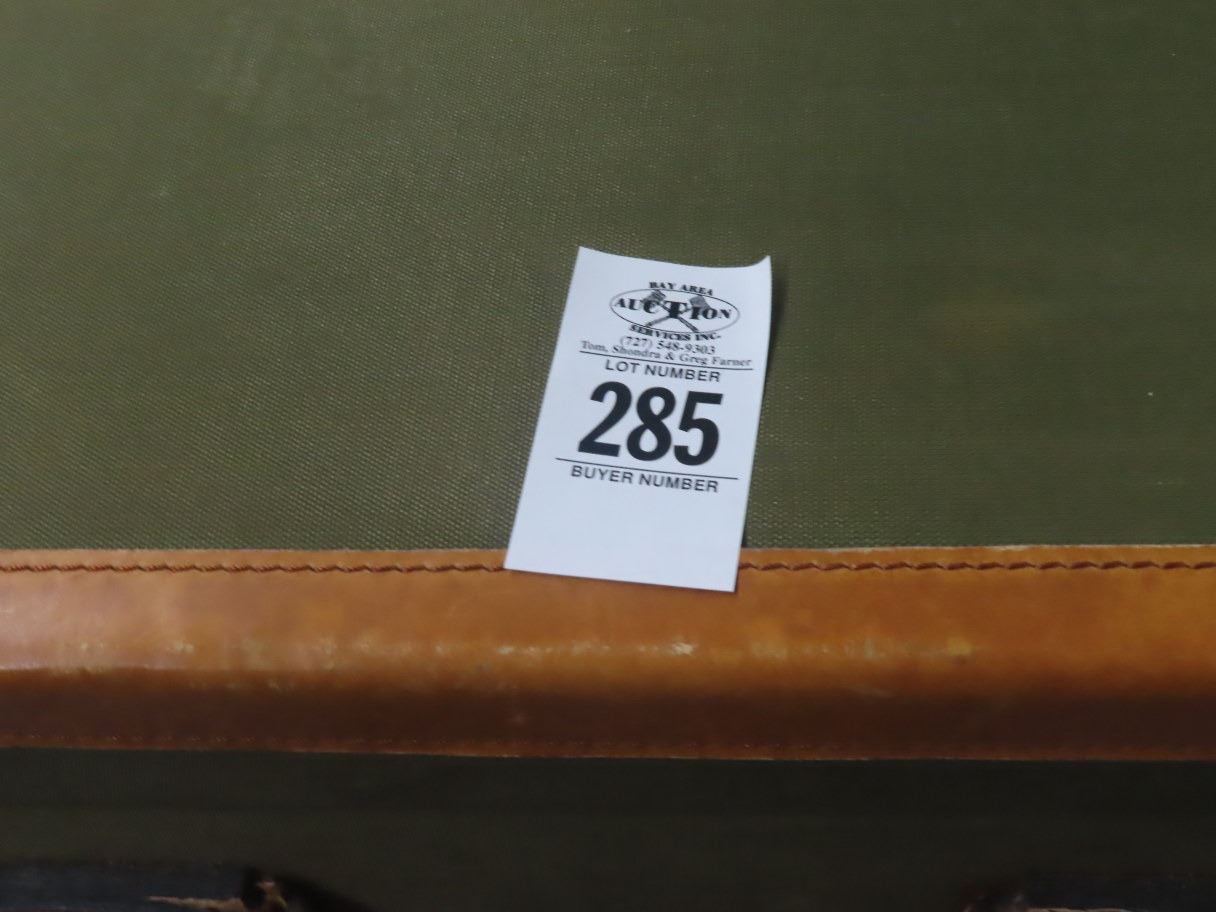 BAY AREA
AUCTION
SERVICES INC.
(727) 548-9303
Tom, Shondra & Greg Farner
LOT NUMBER
285
BUYER NUMBER